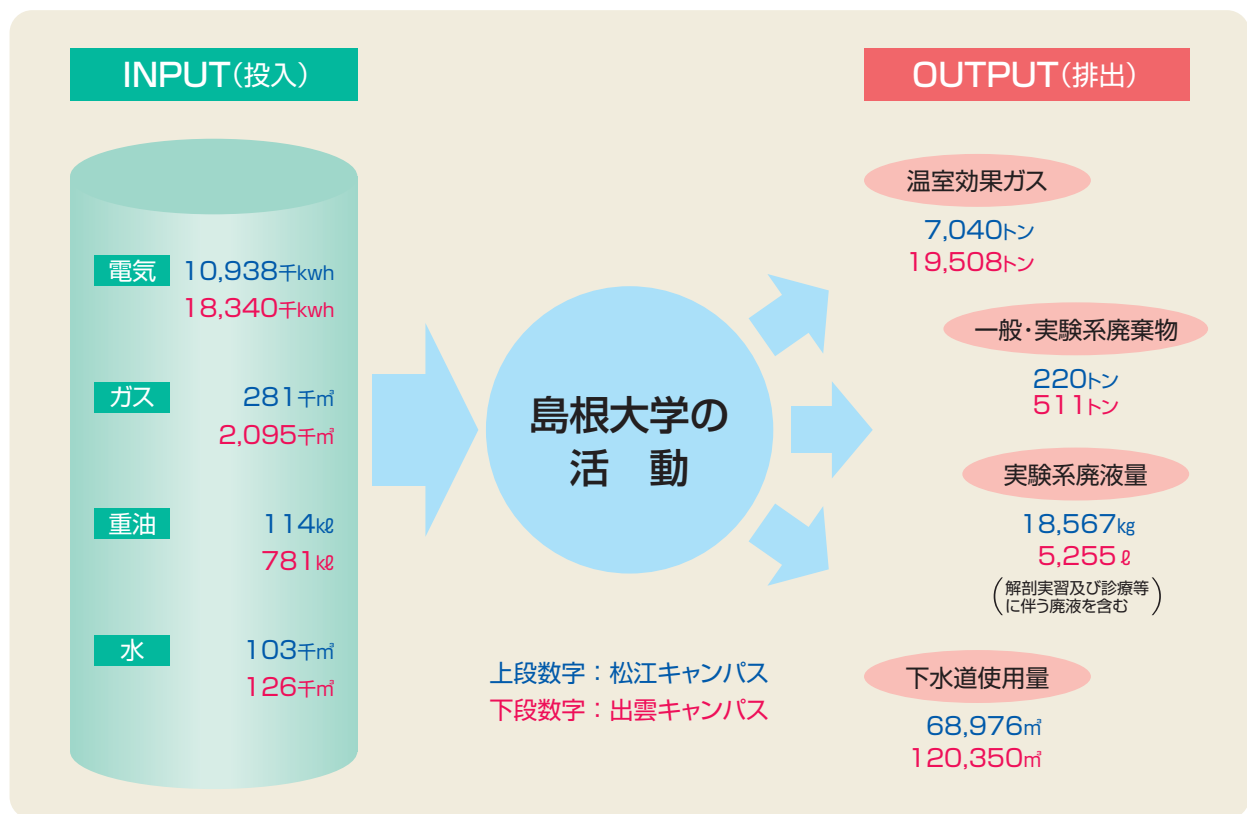 INPUT(投入)
電気 10,938千kwh
18,340千kwh
ガス 281千㎥
2,095千㎥
重油 114kℓ
781kℓ
水 103千㎥
126千㎥
島根大学の
活　動
上段数字：松江キャンパス
下段数字：出雲キャンパス
OUTPUT(排出)
温室効果ガス
7,040トン
19,508トン
一般・実験系廃棄物
220トン
511トン
実験系廃液量
18,567kg
5,255ℓ
(解剖実習及び診療等
に伴う廃液を含む)
下水道使用量
68,976㎥
120,350㎥